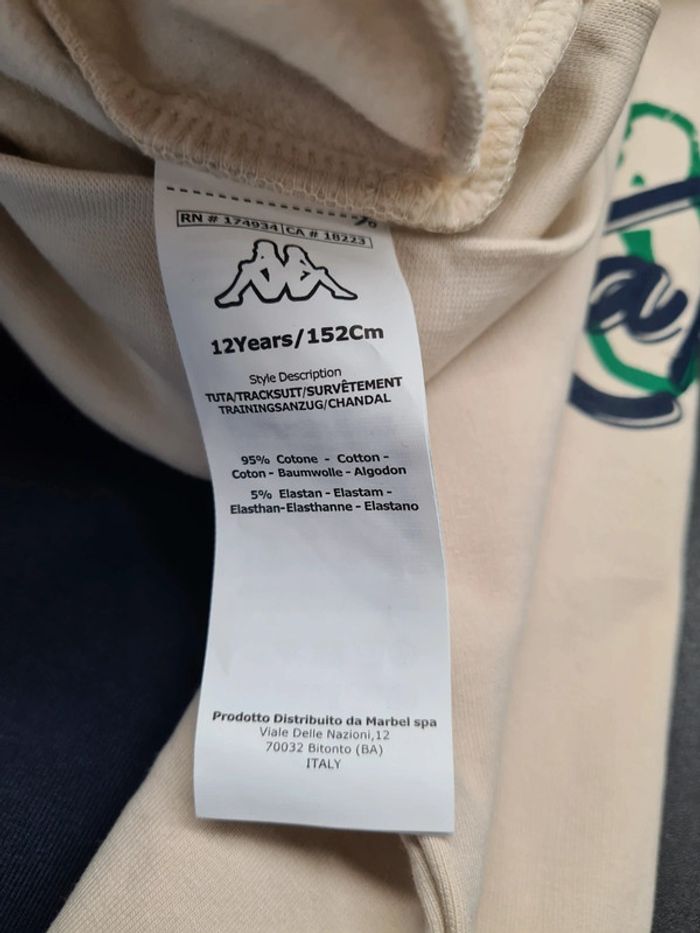 RN # 174934 CA # 18223
12Years/152Cm
Style Description
TUTA/TRACKSUIT/SURVÊTEMENT
TRAININGSANZUG/CHANDAL
95% Cotone - Cotton -
Coton - Baumwolle - Algodon
5% Elastan - Elastam -
Elasthan-Elasthanne - Elastano
Prodotto Distribuito da Marbel spa
Viale Delle Nazioni,12
70032 Bitonto (BA)
ITALY